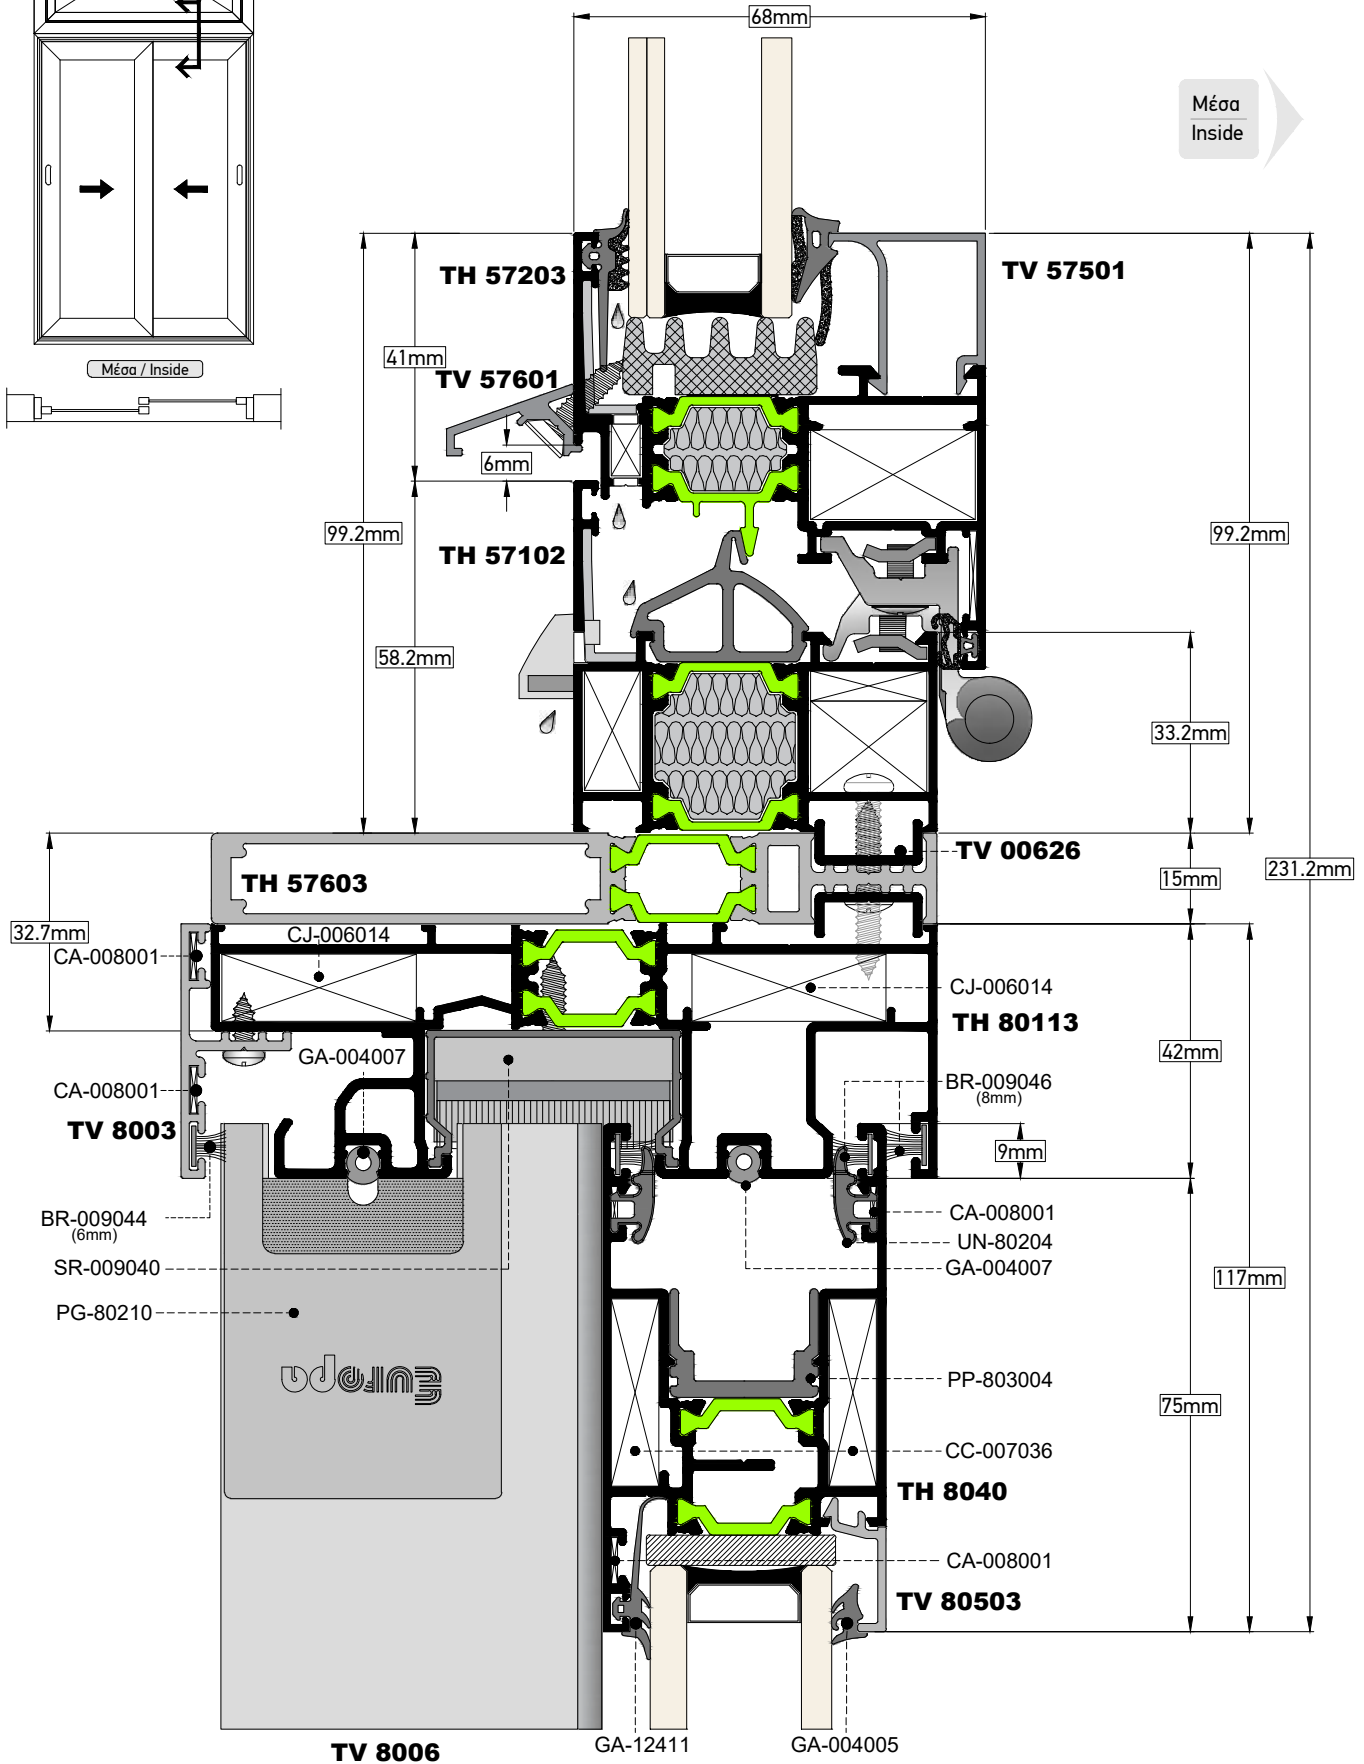 68mm
Μέσα
Inside
TH 57203
TV 57501
41mm
Μέσα / Inside
TV 57601
6mm
99.2mm
99.2mm
TH 57102
58.2mm
33.2mm
TV 00626
TH 57603
15mm
231.2mm
32.7mm
CJ-006014
CA-008001
CJ-006014
TH 80113
GA-004007
42mm
CA-008001
BR-009046
(8mm)
TV 8003
9mm
BR-009044
(6mm)
CA-008001
UN-80204
SR-009040
GA-004007
117mm
PG-80210
Europa
PP-803004
75mm
CC-007036
TH 8040
CA-008001
TV 80503
GA-12411
GA-004005
TV 8006